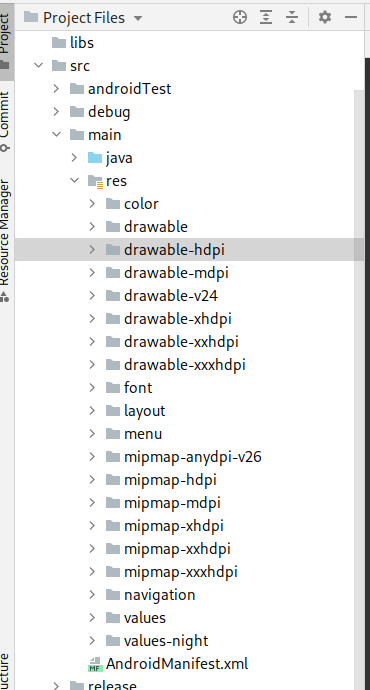 Project Files
libs
src
androidTest
debug
main
java
res
color
drawable
drawable-hdpi
drawable-mdpi
drawable-v24
drawable-xhdpi
drawable-xxhdpi
drawable-xxxhdpi
font
layout
menu
mipmap-anydpi-v26
mipmap-hdpi
mipmap-mdpi
mipmap-xhdpi
mipmap-xxhdpi
mipmap-xxxhdpi
navigation
values
values-night
MF AndroidManifest.xml
release
Project
Commit
Resource Manager
ucture